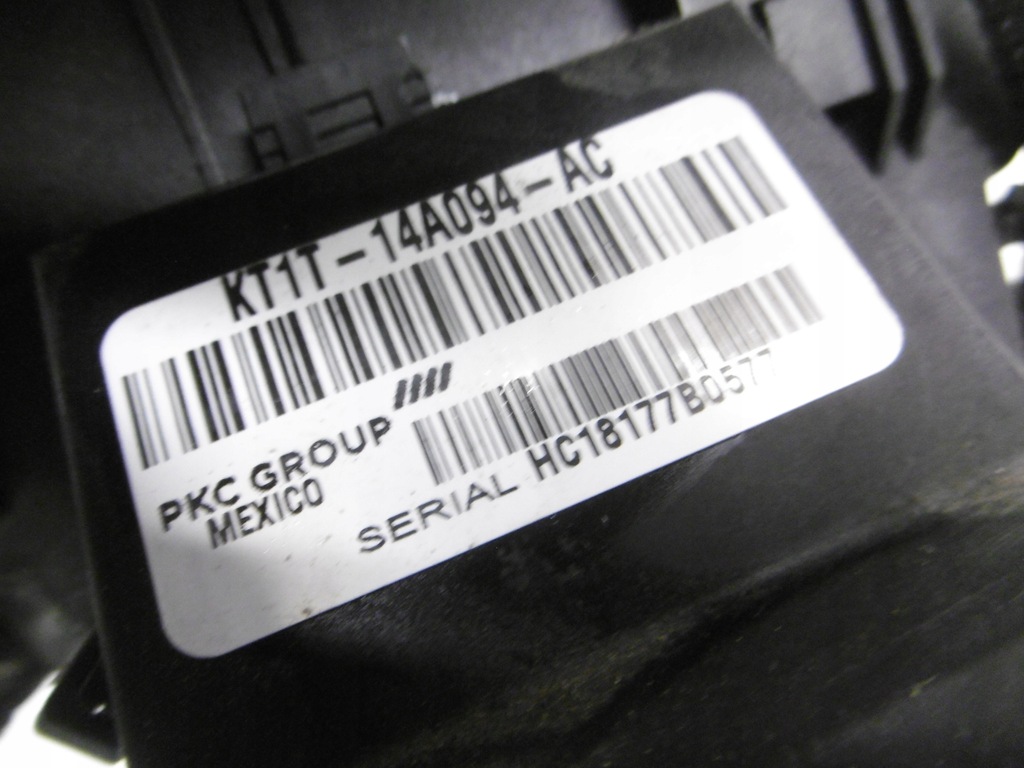 KT1T-14A094-AC
PKC GROUP
MEXICO
SERIAL HC18177B0577